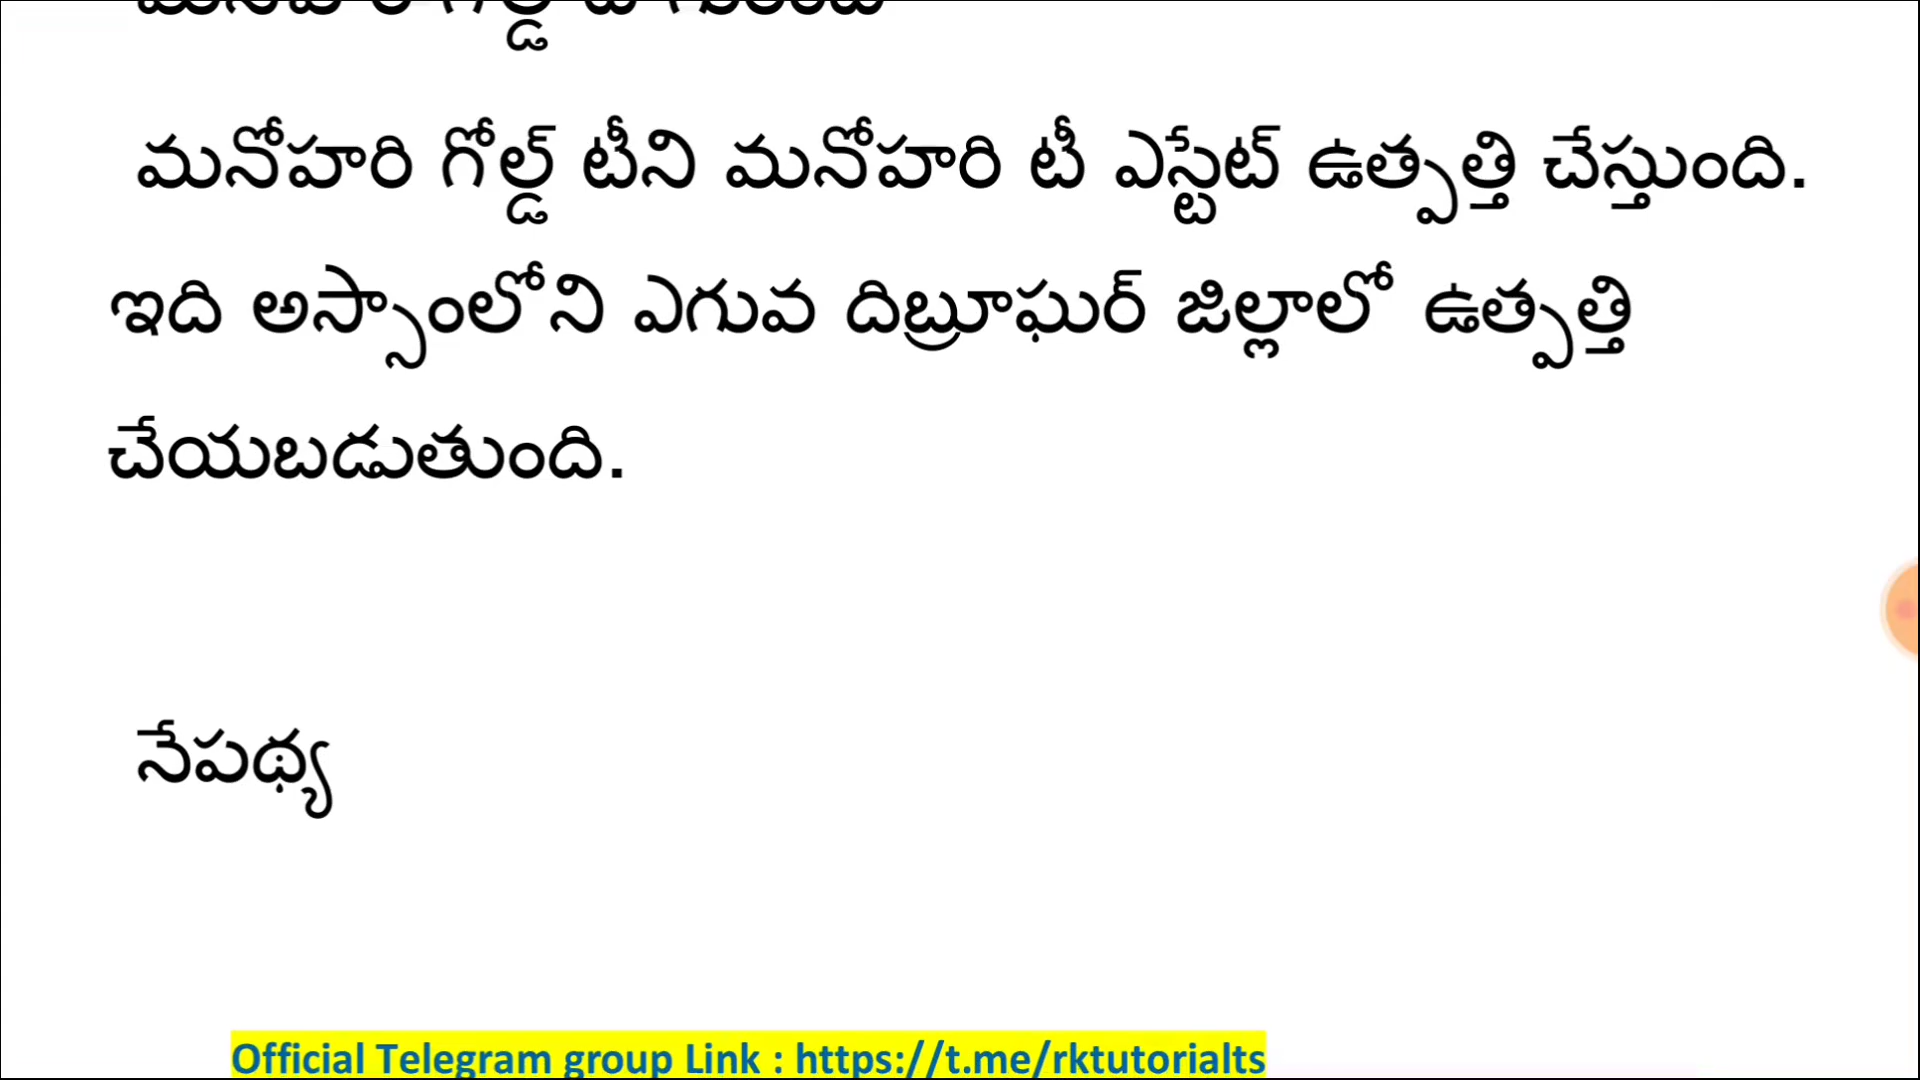 గోల్డ్ టీ గురించి
మనోహరి గోల్డ్ టీని మనోహరి టీ ఎస్టేట్ ఉత్పత్తి చేస్తుంది.
ఇది అస్సాంలోని ఎగువ దిబ్రూఘర్ జిల్లాలో ఉత్పత్తి
చేయబడుతుంది.
నేపథ్య
Official Telegram group Link : https://t.me/rktutorialts